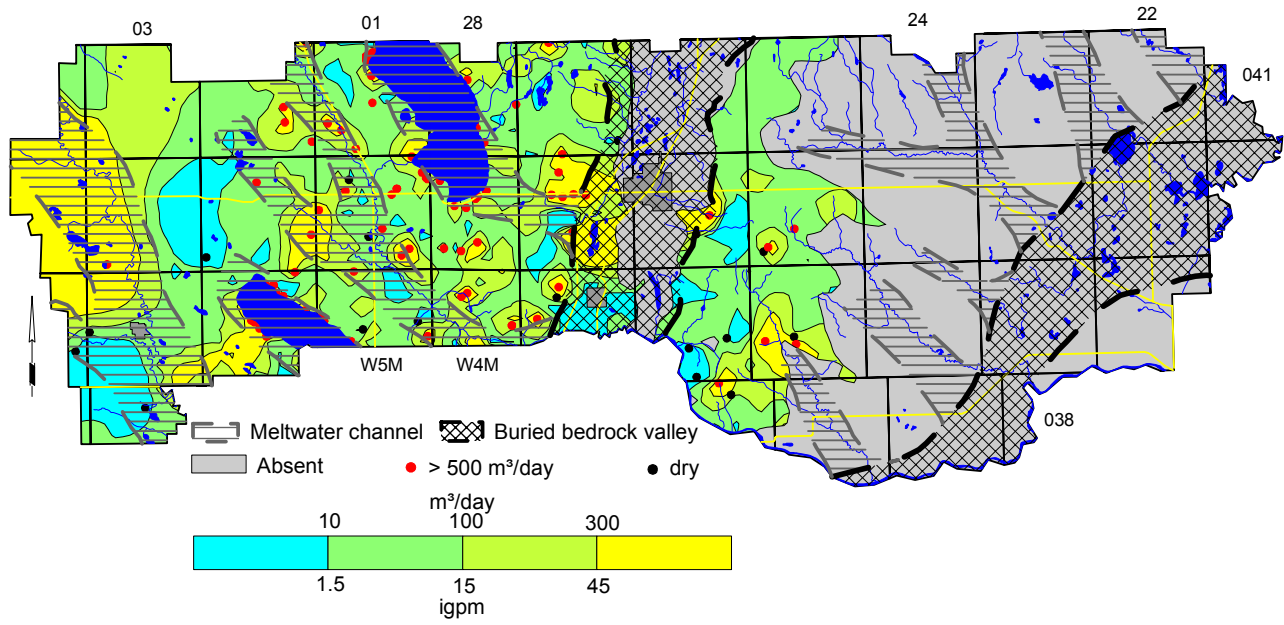 03 01 28 24 22
041
W5M W4M
038
Meltwater channel Buried bedrock valley
Absent > 500 m³/day dry
m³/day
10 100 300
1.5 15 45
igpm